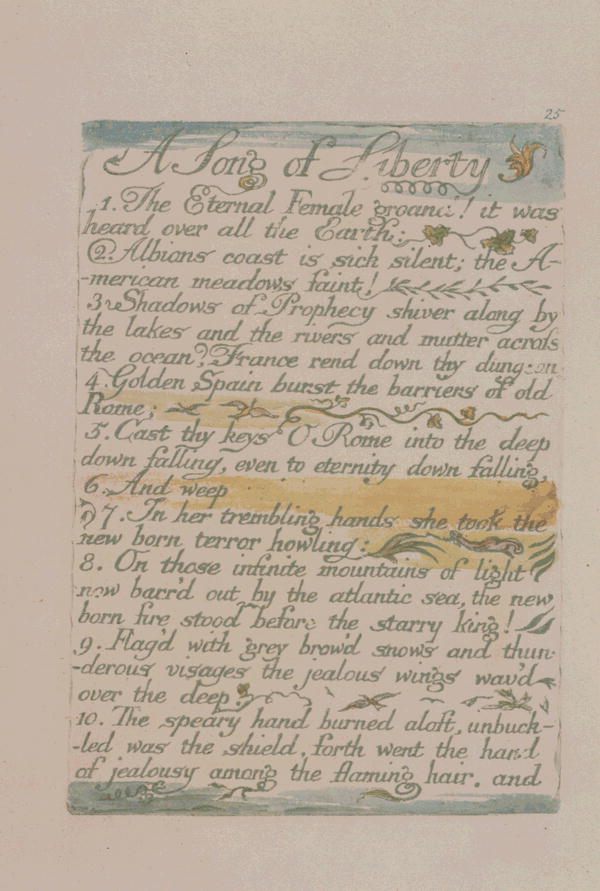 25
A Song of Liberty
1. The Eternal Female groand! it was
heard over all the Earth:
2. Albions coast is sick silent; the A-
-merican meadows faint!
3 Shadows of Prophecy shiver along by
the lakes and the rivers and mutter across
the ocean? France rend down thy dungeon
4. Golden Spain burst the barriers of old
Rome;
5. Cast thy keys O Rome into the deep
down falling, even to eternity down falling,
6. And weep
7. In her trembling hands she took the
new born terror howling:
8. On those infinite mountains of light
now barr'd out by the atlantic sea, the new
born fire stood before the starry king!
9. Flag'd with grey brow'd snows and thun-
-derous visages the jealous wings wav'd
over the deep.
10. The speary hand burned aloft, unbuck-
-led was the shield, forth went the hand
of jealousy among the flaming hair. and